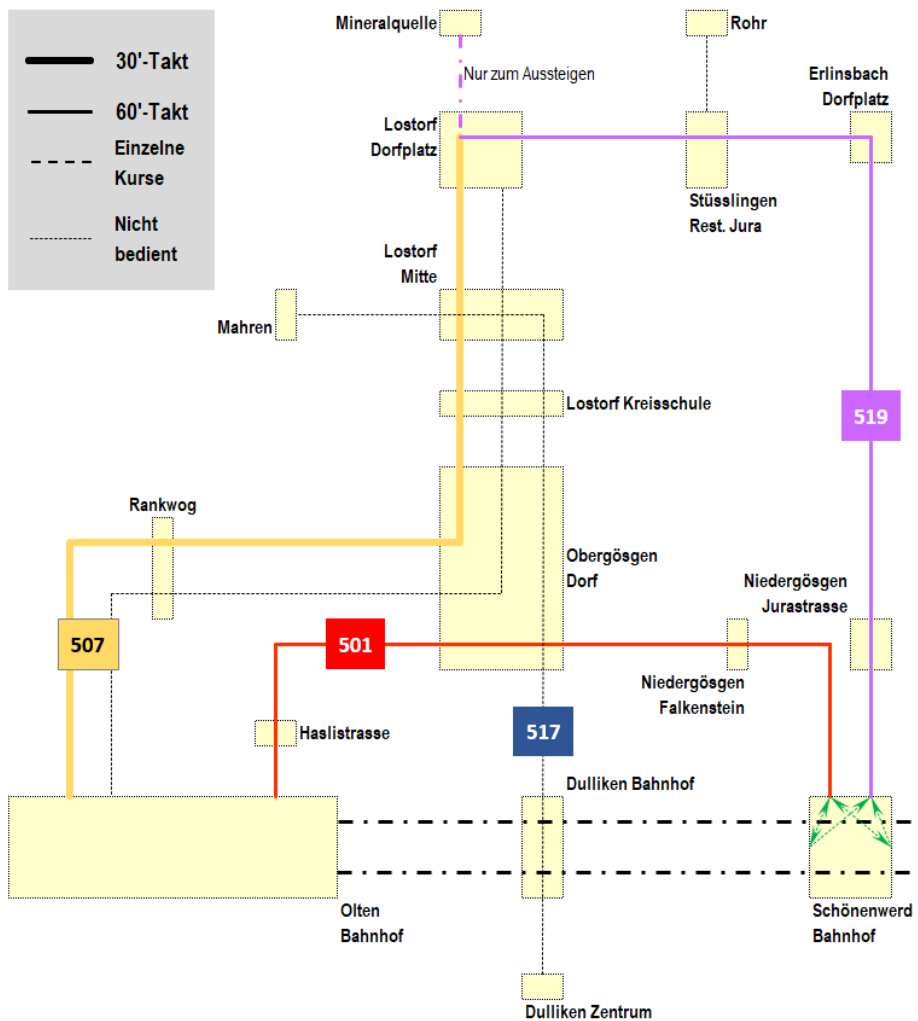 Mineralquelle
Rohr
30'-Takt
Nur zum Aussteigen
Erlinsbach
Dorfplatz
60'-Takt
Lostorf
Dorfplatz
Einzelne
Kurse
Stüsslingen
Rest. Jura
Nicht
bedient
Lostorf
Mitte
Mahren
Lostorf Kreisschule
519
Rankwog
Obergösgen
Dorf
Niedergösgen
Jurastrasse
507
501
Niedergösgen
Falkenstein
Haslistrasse
517
Dulliken Bahnhof
Olten
Bahnhof
Schönenwerd
Bahnhof
Dulliken Zentrum